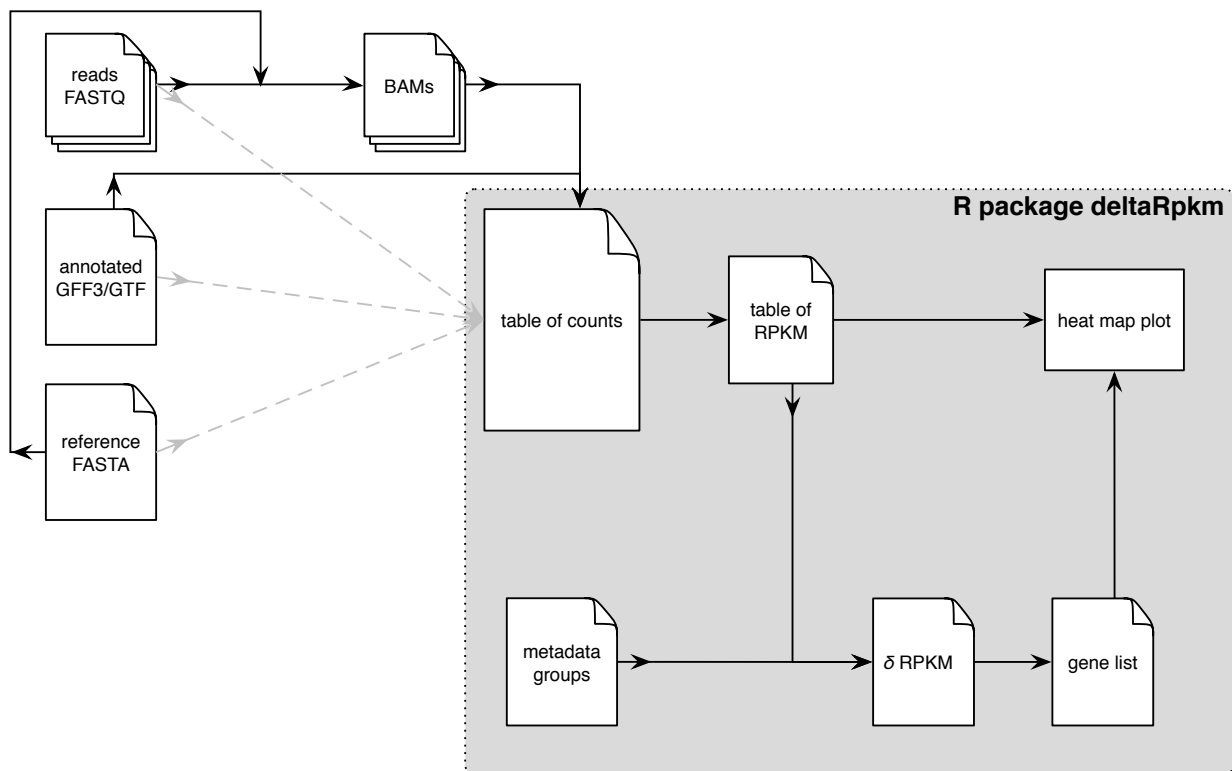 reads
FASTQ
BAMs
R package deltaRpkm
annotated
GFF3/GTF
table of counts
table of
RPKM
heat map plot
reference
FASTA
metadata
groups
δ RPKM
gene list